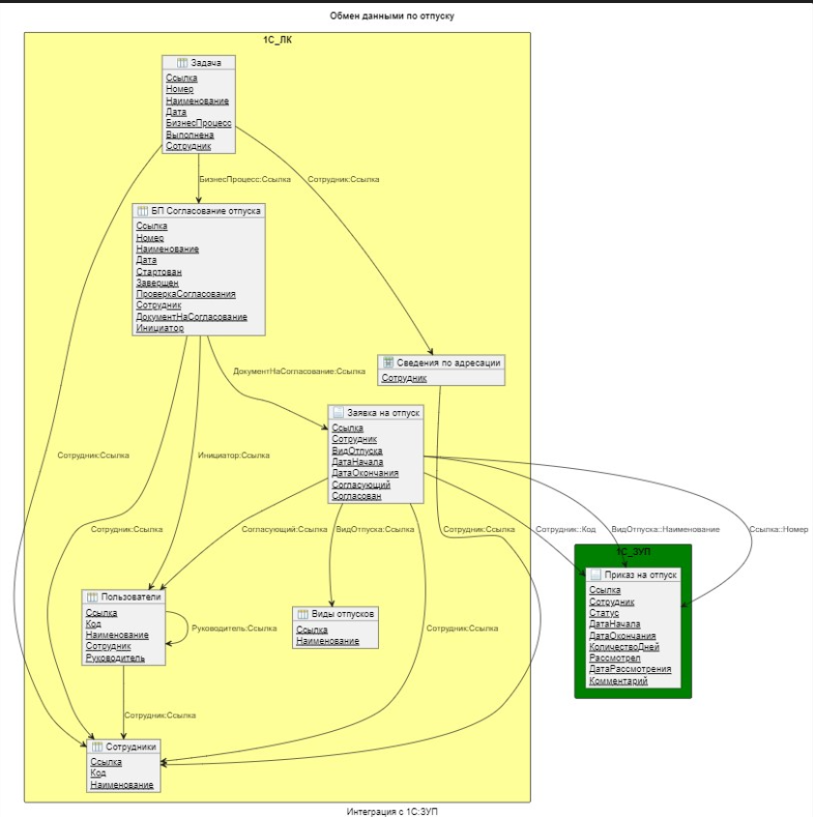 Обмен данными по отпуску
1С_ЛК
Задача
Ссылка
Номер
Наименование
Дата
БизнесПроцесс
Выполнена
Сотрудник
БизнесПроцесс:Ссылка
Сотрудник:Ссылка
БП Согласование отпуска
Ссылка
Номер
Наименование
Дата
Стартован
Завершен
ПроверкаСогласования
Сотрудник
ДокументНаСогласование
Инициатор
Сведения по адресации
Сотрудник
ДокументНаСогласование:Ссылка
Заявка на отпуск
Ссылка
Сотрудник
ВидОтпуска
ДатаНачала
ДатаОкончания
Согласующий
Согласован
Сотрудник:Ссылка
Инициатор:Ссылка
Сотрудник:Ссылка
Согласующий:Ссылка
ВидОтпуска:Ссылка
Сотрудник:Ссылка
Сотрудник::Код
ВидОтпуска::Наименование
Ссылка::Номер
1С_ЗУП
Приказ на отпуск
Ссылка
Сотрудник
Статус
ДатаНачала
ДатаОкончания
КоличествоДней
Рассмотрел
ДатаРассмотрения
Комментарий
Пользователи
Ссылка
Код
Наименование
Сотрудник
Руководитель
Руководитель:Ссылка
Виды отпусков
Ссылка
Наименование
Сотрудник:Ссылка
Сотрудник:Ссылка
Сотрудники
Ссылка
Код
Наименование
Интеграция с 1С:ЗУП